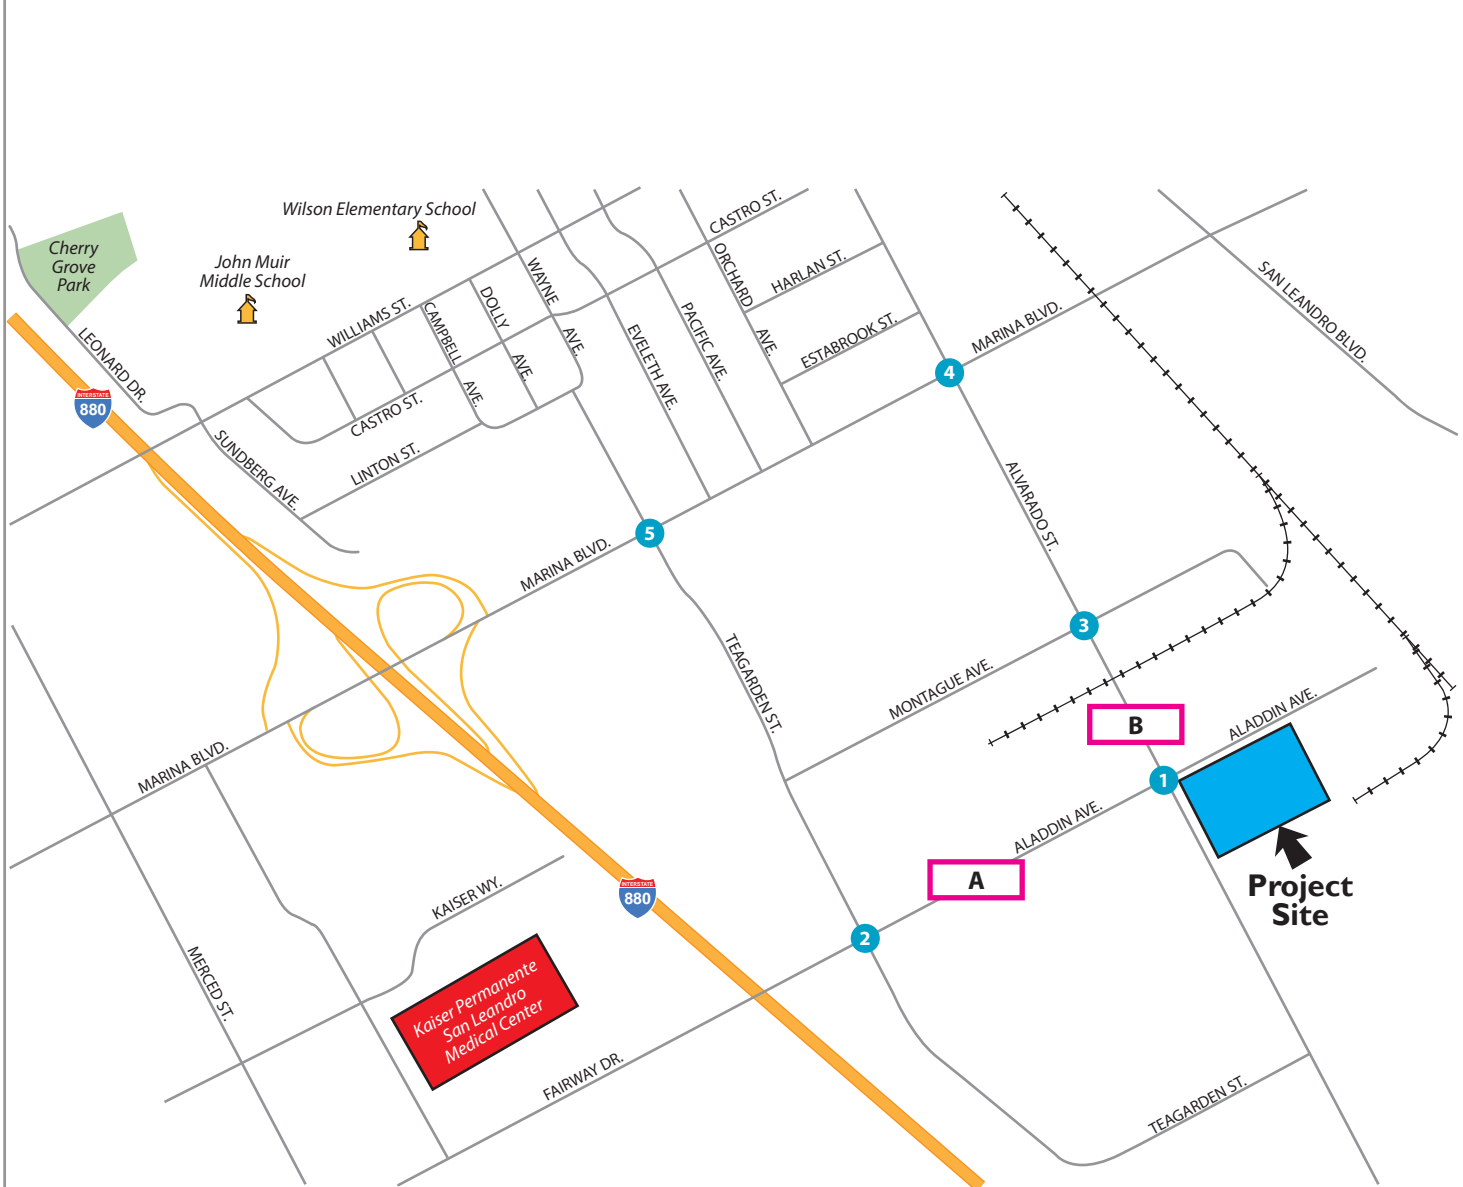 Wilson Elementary School
Cherry
Grove
Park
John Muir
Middle School
CASTRO ST.
ORCHARD
AVE.
HARLAN ST.
WAYNE
AVE.
DOLLY
AVE.
CAMPBELL
AVE.
WILLIAMS ST.
EVELETH AVE.
PACIFIC AVE.
ESTABROOK ST.
MARINA BLVD.
SAN LEANDRO BLVD.
LEONARD DR.
INTERSTATE
880
4
CASTRO ST.
LINTON ST.
SUNDBERG AVE.
ALVARADO ST.
5
MARINA BLVD.
3
TEAGARDEN ST.
MONTAGUE AVE.
B
ALADDIN AVE.
MARINA BLVD.
1
ALADDIN AVE.
A
Project
Site
KAISER WY.
INTERSTATE
880
2
MERCED ST.
Kaiser Permanente
San Leandro
Medical Center
FAIRWAY DR.
TEAGARDEN ST.